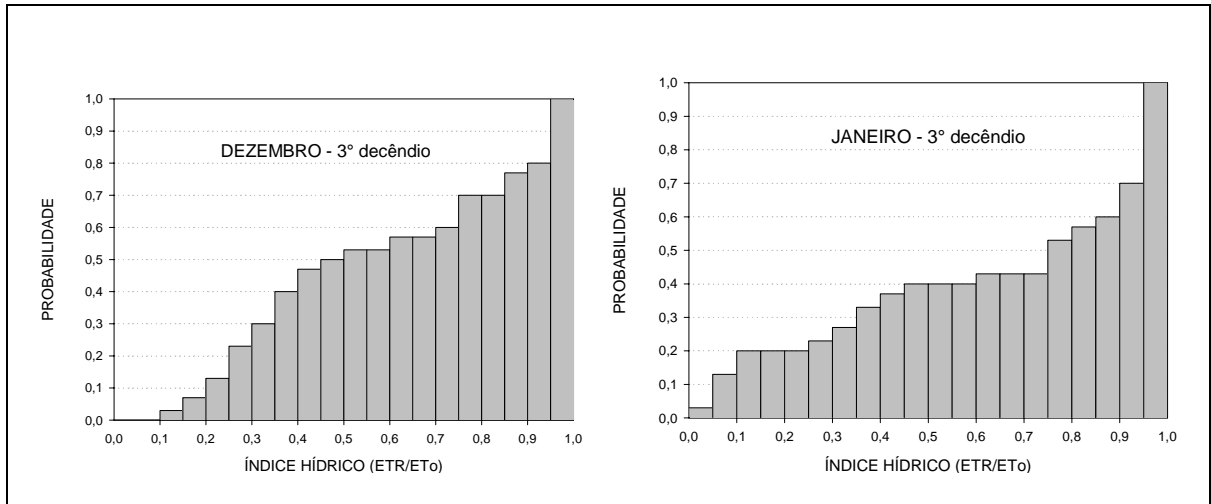 DEZEMBRO - 3° decêndio
PROBABILIDADE
1,0
0,9
0,8
0,7
0,6
0,5
0,4
0,3
0,2
0,1
0,0
0,0 0,1 0,2 0,3 0,4 0,5 0,6 0,7 0,8 0,9 1,0
ÍNDICE HÍDRICO (ETR/ETo)
JANEIRO - 3° decêndio
PROBABILIDADE
1,0
0,9
0,8
0,7
0,6
0,5
0,4
0,3
0,2
0,1
0,0
0,0 0,1 0,2 0,3 0,4 0,5 0,6 0,7 0,8 0,9 1,0
ÍNDICE HÍDRICO (ETR/ETo)